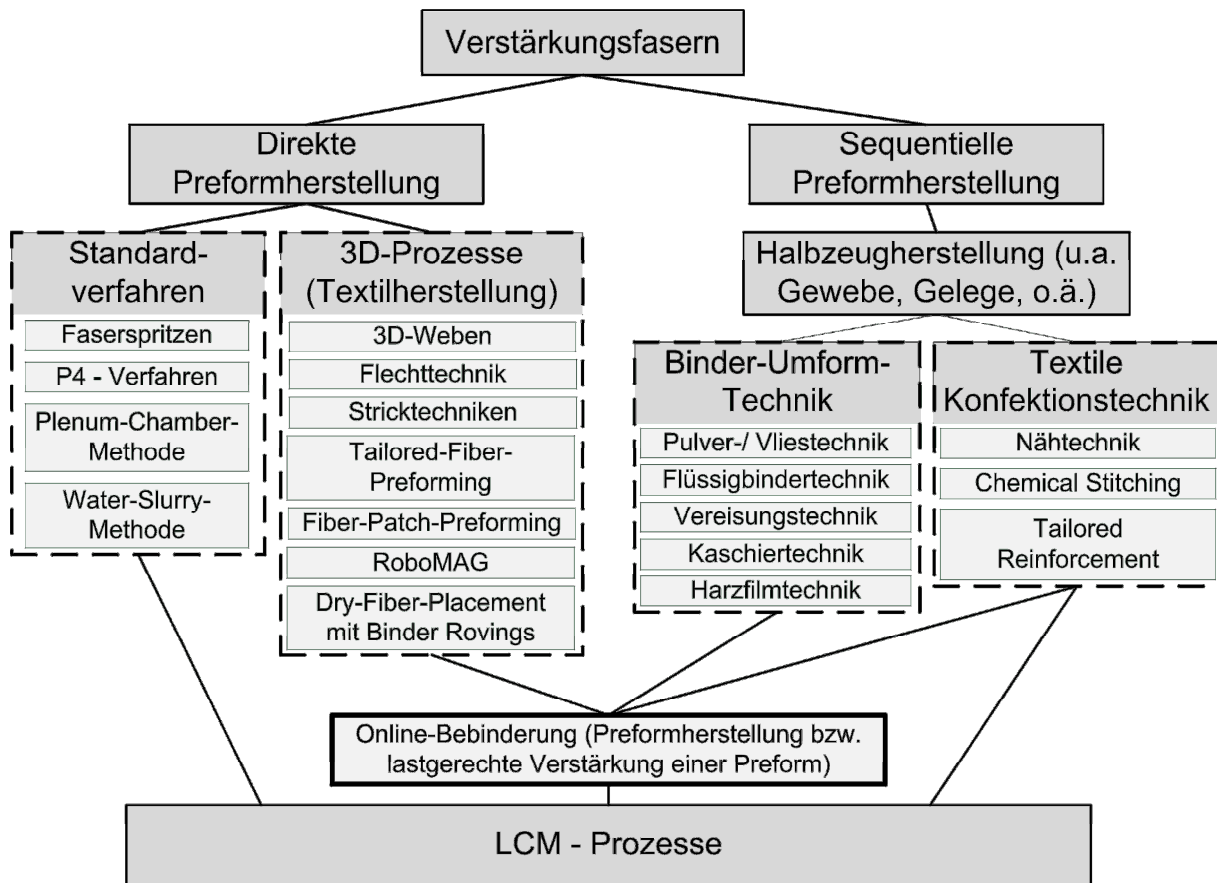 Verstärkungsfasern
Direkte
Preformherstellung
Sequentielle
Preformherstellung
Standard-
verfahren
Faserspritzen
P4 - Verfahren
Plenum-Chamber-
Methode
Water-Slurry-
Methode
3D-Prozesse
(Textilherstellung)
3D-Weben
Flechttechnik
Stricktechniken
Tailored-Fiber-
Preforming
Fiber-Patch-Preforming
RoboMAG
Dry-Fiber-Placement
mit Binder Rovings
Halbzeugherstellung (u.a.
Gewebe, Gelege, o.ä.)
Binder-Umform-
Technik
Pulver-/ Vliestechnik
Flüssigbindertechnik
Vereisungstechnik
Kaschiertechnik
Harzfilmtechnik
Textile
Konfektionstechnik
Nähtechnik
Chemical Stitching
Tailored
Reinforcement
Online-Bebinderung (Preformherstellung bzw.
lastgerechte Verstärkung einer Preform)
LCM - Prozesse